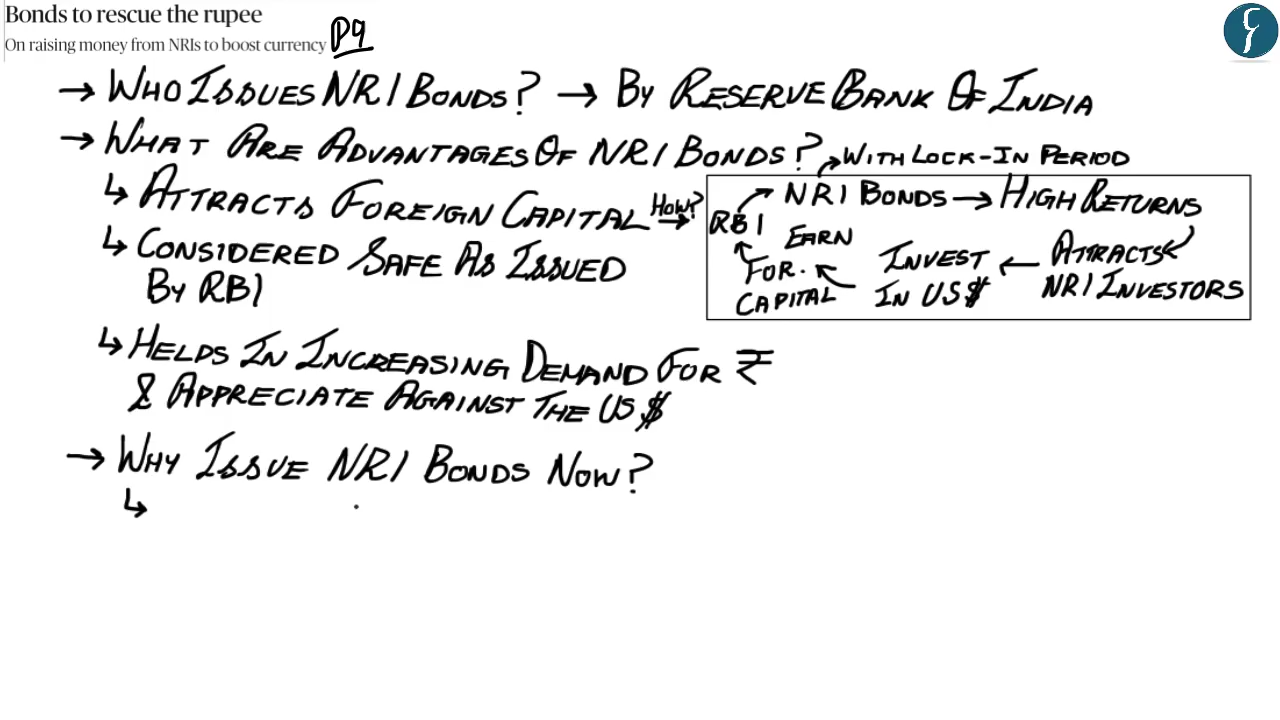 Bonds to rescue the rupee
On raising money from NRIs to boost currency P9
→ WHO ISSUES NRI BONDS? → BY RESERVE BANK OF INDIA
→ WHAT ARE ADVANTAGES OF NRI BONDS?
↳ ATTRACTS FOREIGN CAPITAL HOW? →
WITH LOCK-IN PERIOD
NRI BONDS → HIGH RETURNS
RBI
ATTRACTS
NRI INVESTORS
← INVEST
IN US $
EARN
FOR.
CAPITAL
↳ CONSIDERED SAFE AS ISSUED
BY RBI
↳ HELPS IN INCREASING DEMAND FOR ₹
& APPRECIATE AGAINST THE US $
→ WHY ISSUE NRI BONDS NOW?
↳